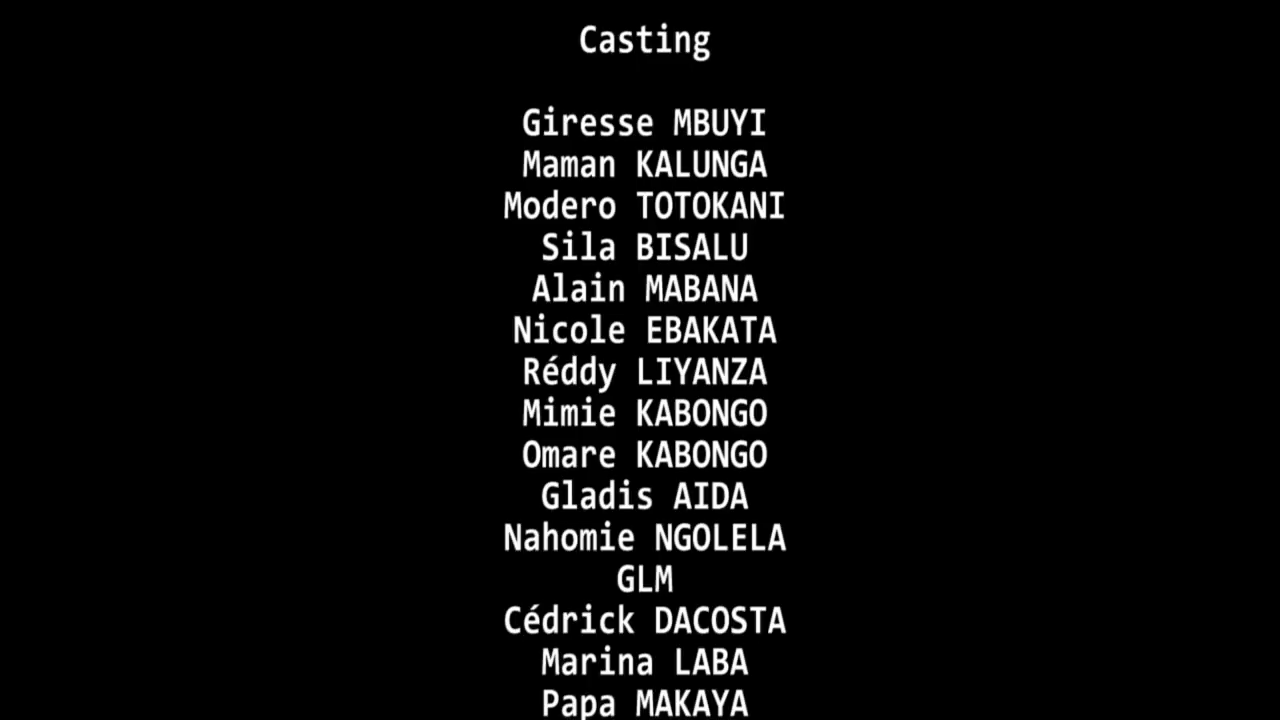 Casting
Giresse MBUYI
Maman KALUNGA
Modero TOTOKANI
Sila BISALU
Alain MABANA
Nicole EBAKATA
Réddy LIYANZA
Mimie KABONGO
Omare KABONGO
Gladis AIDA
Nahomie NGOLELA
GLM
Cédrick DACOSTA
Marina LABA
Papa MAKAYA